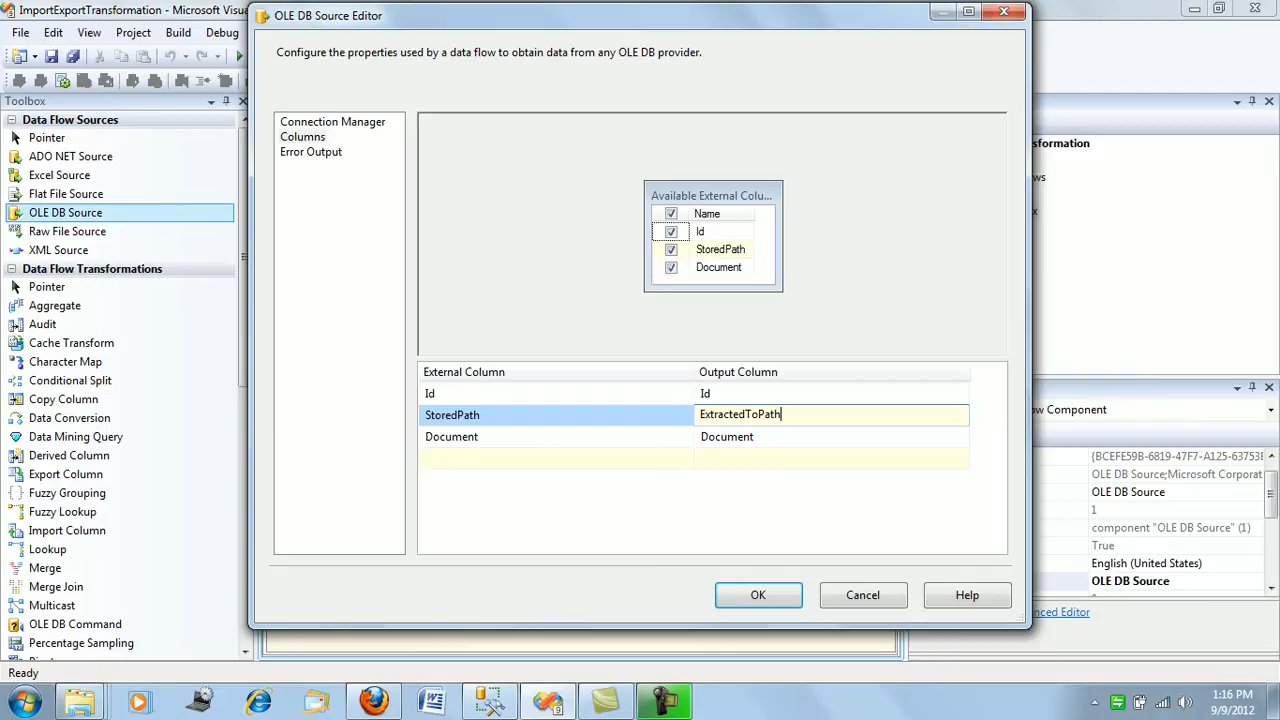 ImportExportTransformation - Microsoft Visua
OLE DB Source Editor
File Edit View Project Build Debug
Configure the properties used by a data flow to obtain data from any OLE DB provider.
Toolbox
Data Flow Sources
Pointer
ADO NET Source
Excel Source
Flat File Source
OLE DB Source
Raw File Source
XML Source
Data Flow Transformations
Pointer
Aggregate
Audit
Cache Transform
Character Map
Conditional Split
Copy Column
Data Conversion
Data Mining Query
Derived Column
Export Column
Fuzzy Grouping
Fuzzy Lookup
Import Column
Lookup
Merge
Merge Join
Multicast
OLE DB Command
Percentage Sampling
Connection Manager
Columns
Error Output
Available External Colu...
Name
Id
StoredPath
Document
External Column Output Column
Id Id
StoredPath ExtractedToPath
Document Document
OK Cancel Help
sformation
ws
x
ow Component
{BCEFE59B-6819-47F7-A125-63753E
OLE DB Source;Microsoft Corporat
OLE DB Source
1
component "OLE DB Source" (1)
True
English (United States)
OLE DB Source
nced Editor
Ready
1:16 PM
9/9/2012